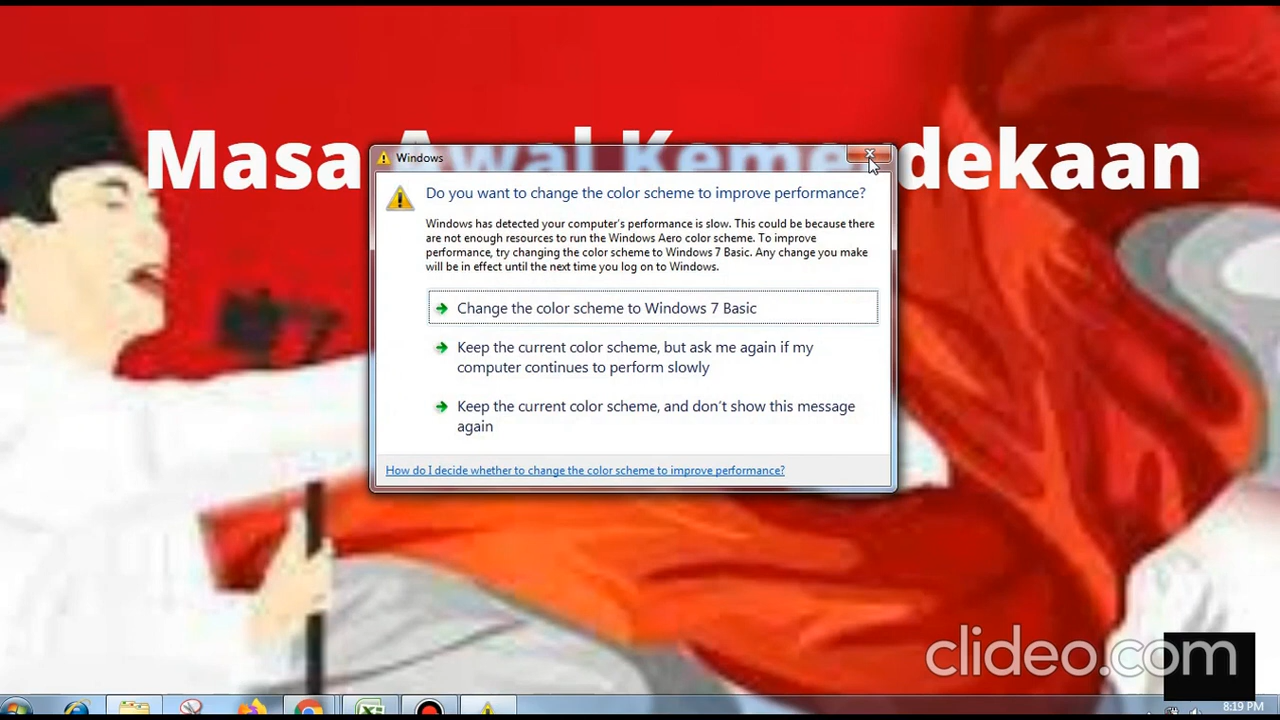 Masa Awal Kemerdekaan
Windows
Do you want to change the color scheme to improve performance?
Windows has detected your computer's performance is slow. This could be because
there are not enough resources to run the Windows Aero color scheme. To improve
performance, try changing the color scheme to Windows 7 Basic. Any change you make
will be in effect until the next time you log on to Windows.
Change the color scheme to Windows 7 Basic
Keep the current color scheme, but ask me again if my
computer continues to perform slowly
Keep the current color scheme, and don't show this message
again
How do I decide whether to change the color scheme to improve performance?
clideo.com
8:19 PM